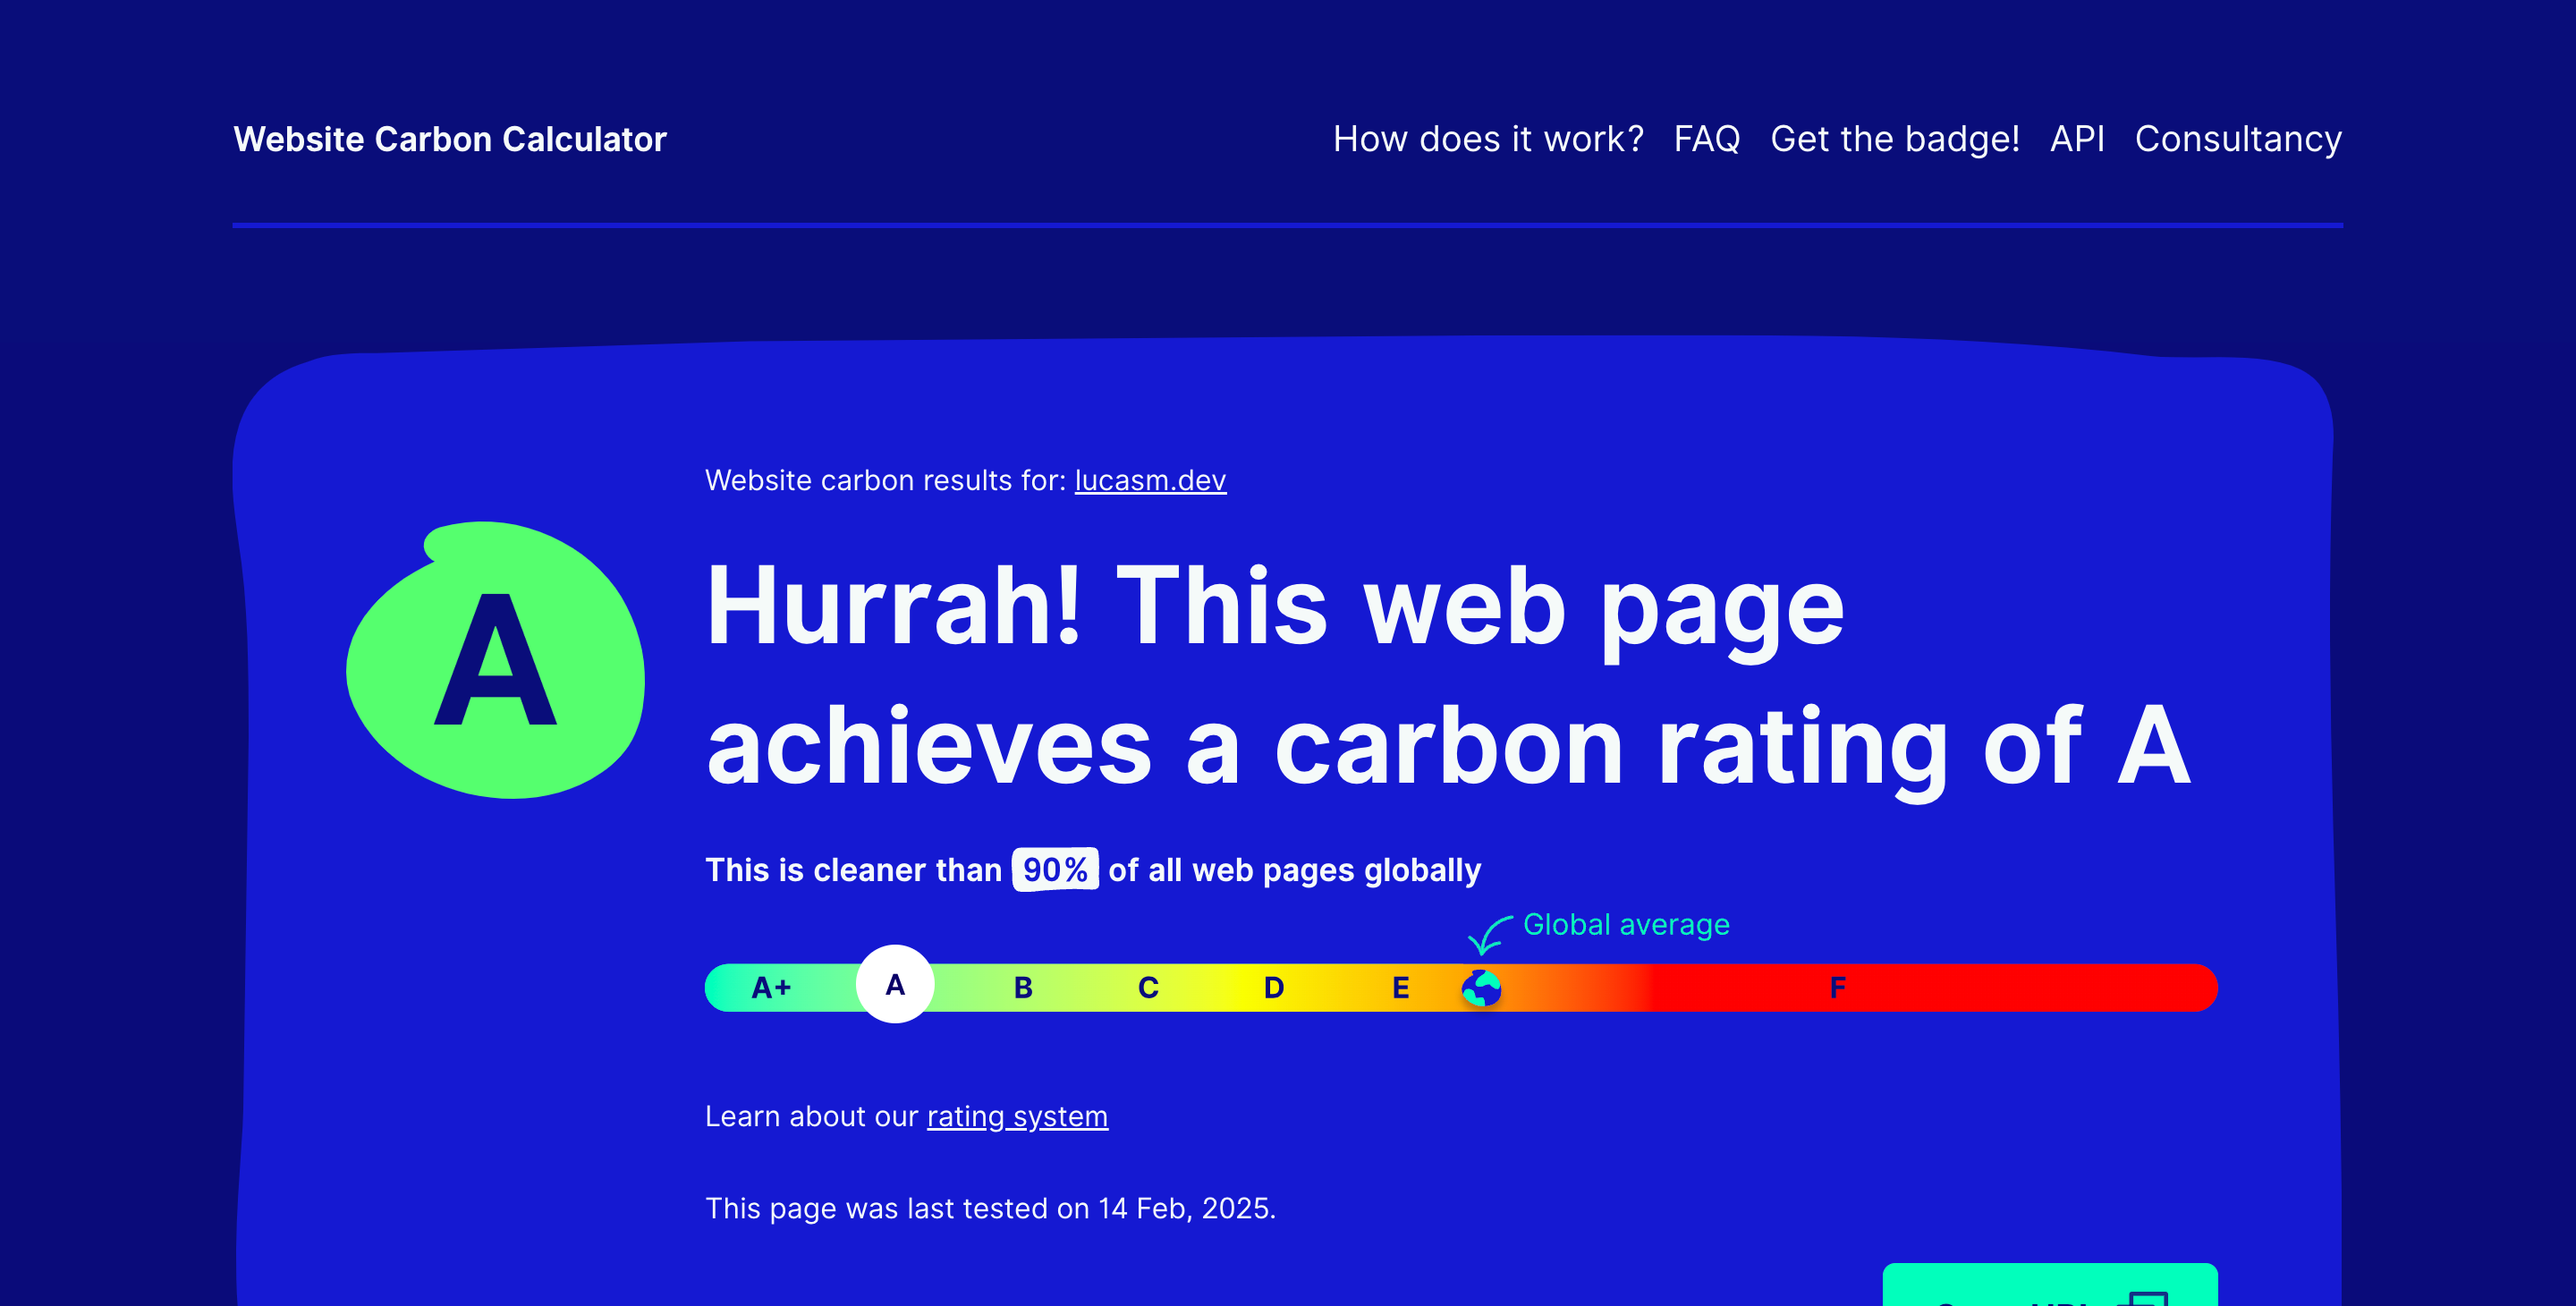 Website Carbon Calculator
How does it work? FAQ Get the badge! API Consultancy
Website carbon results for: lucasm.dev
A
Hurrah! This web page
achieves a carbon rating of A
This is cleaner than 90% of all web pages globally
Global average
A+ A B C D E F
Learn about our rating system
This page was last tested on 14 Feb, 2025.